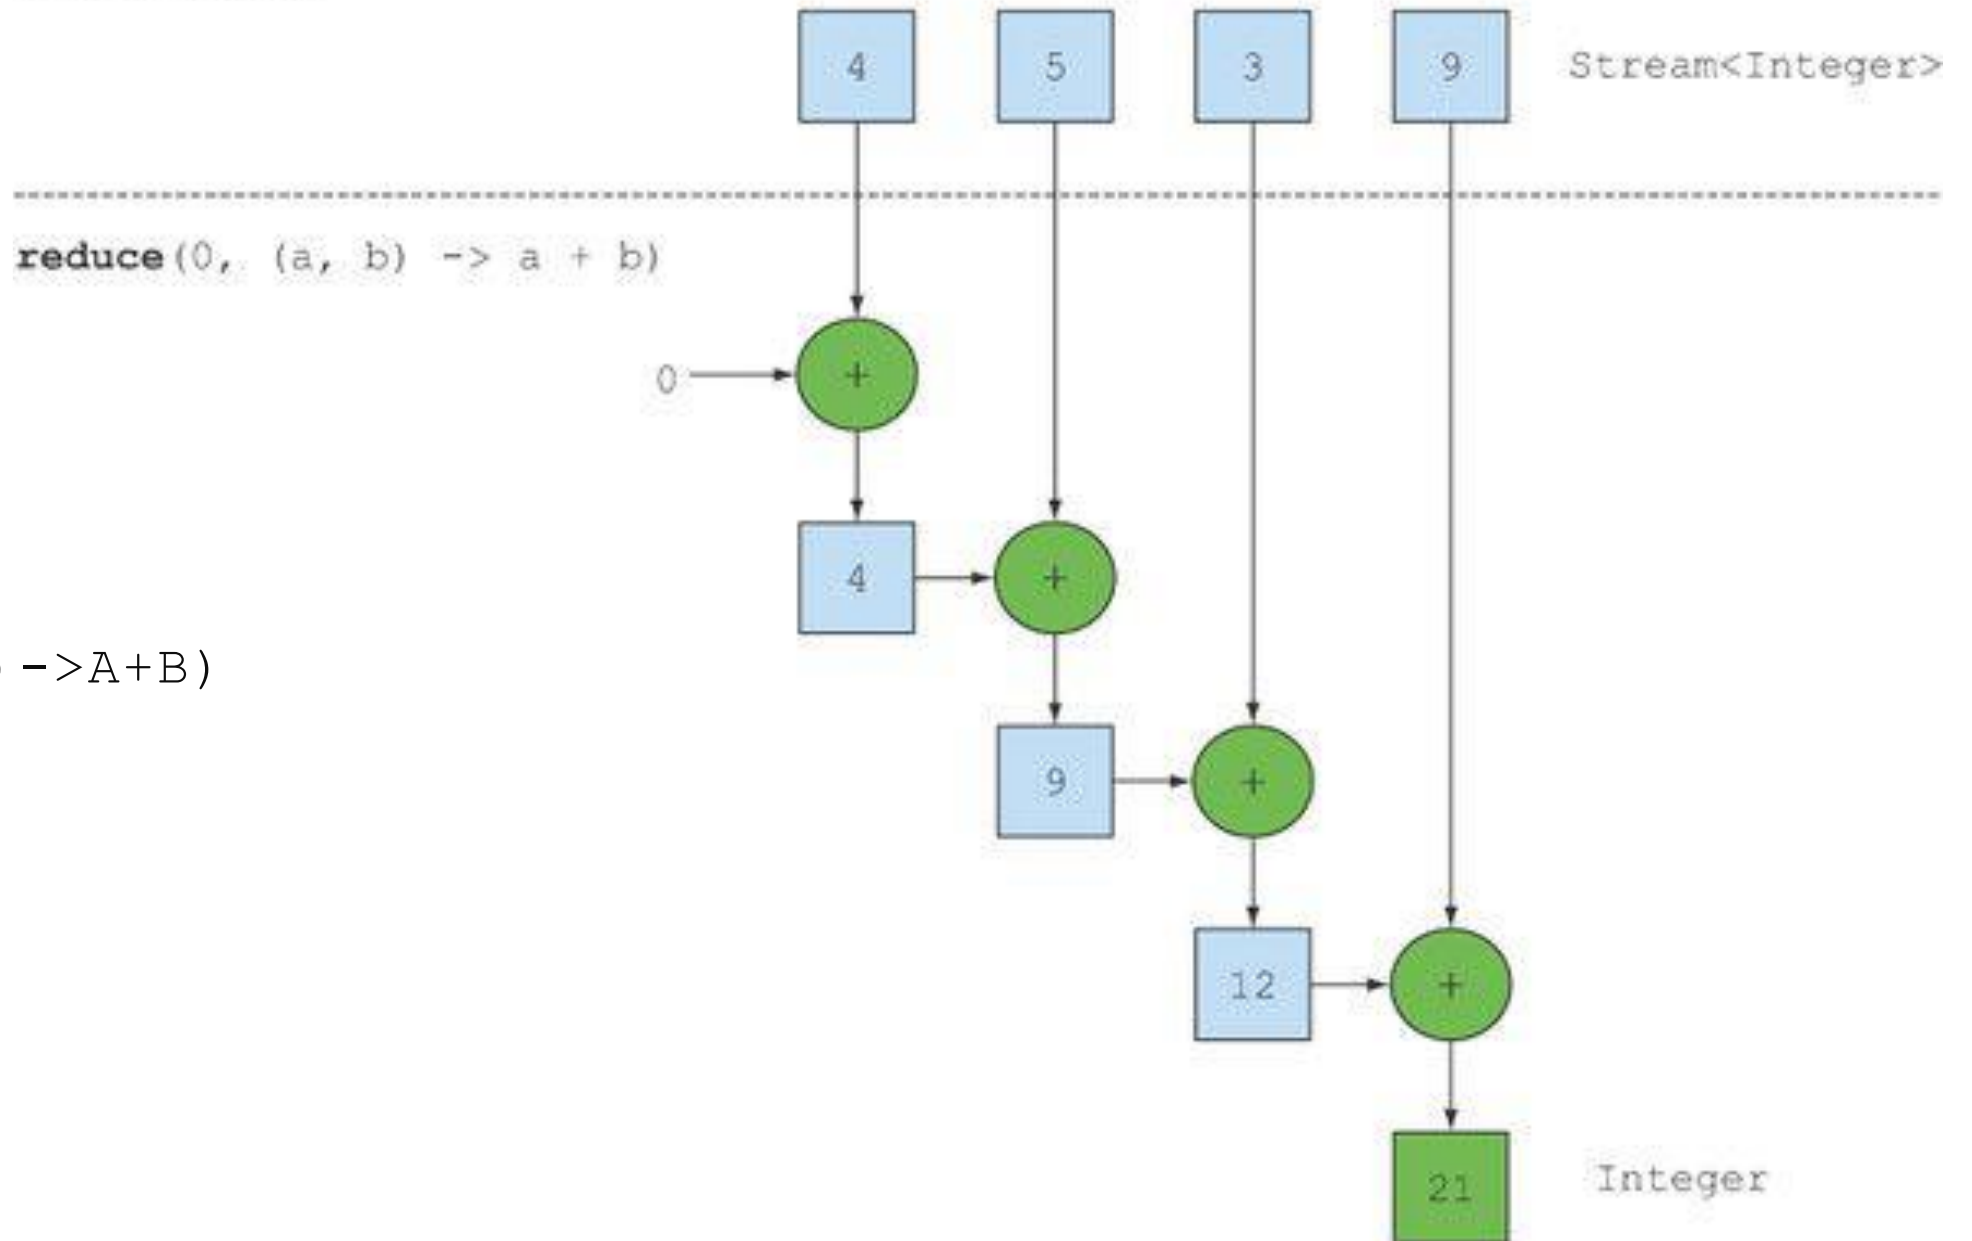 4 5 3 9 Stream<Integer>
reduce(0, (a, b) -> a + b)
0 +
4 +
->A+B)
9 +
12 +
21 Integer